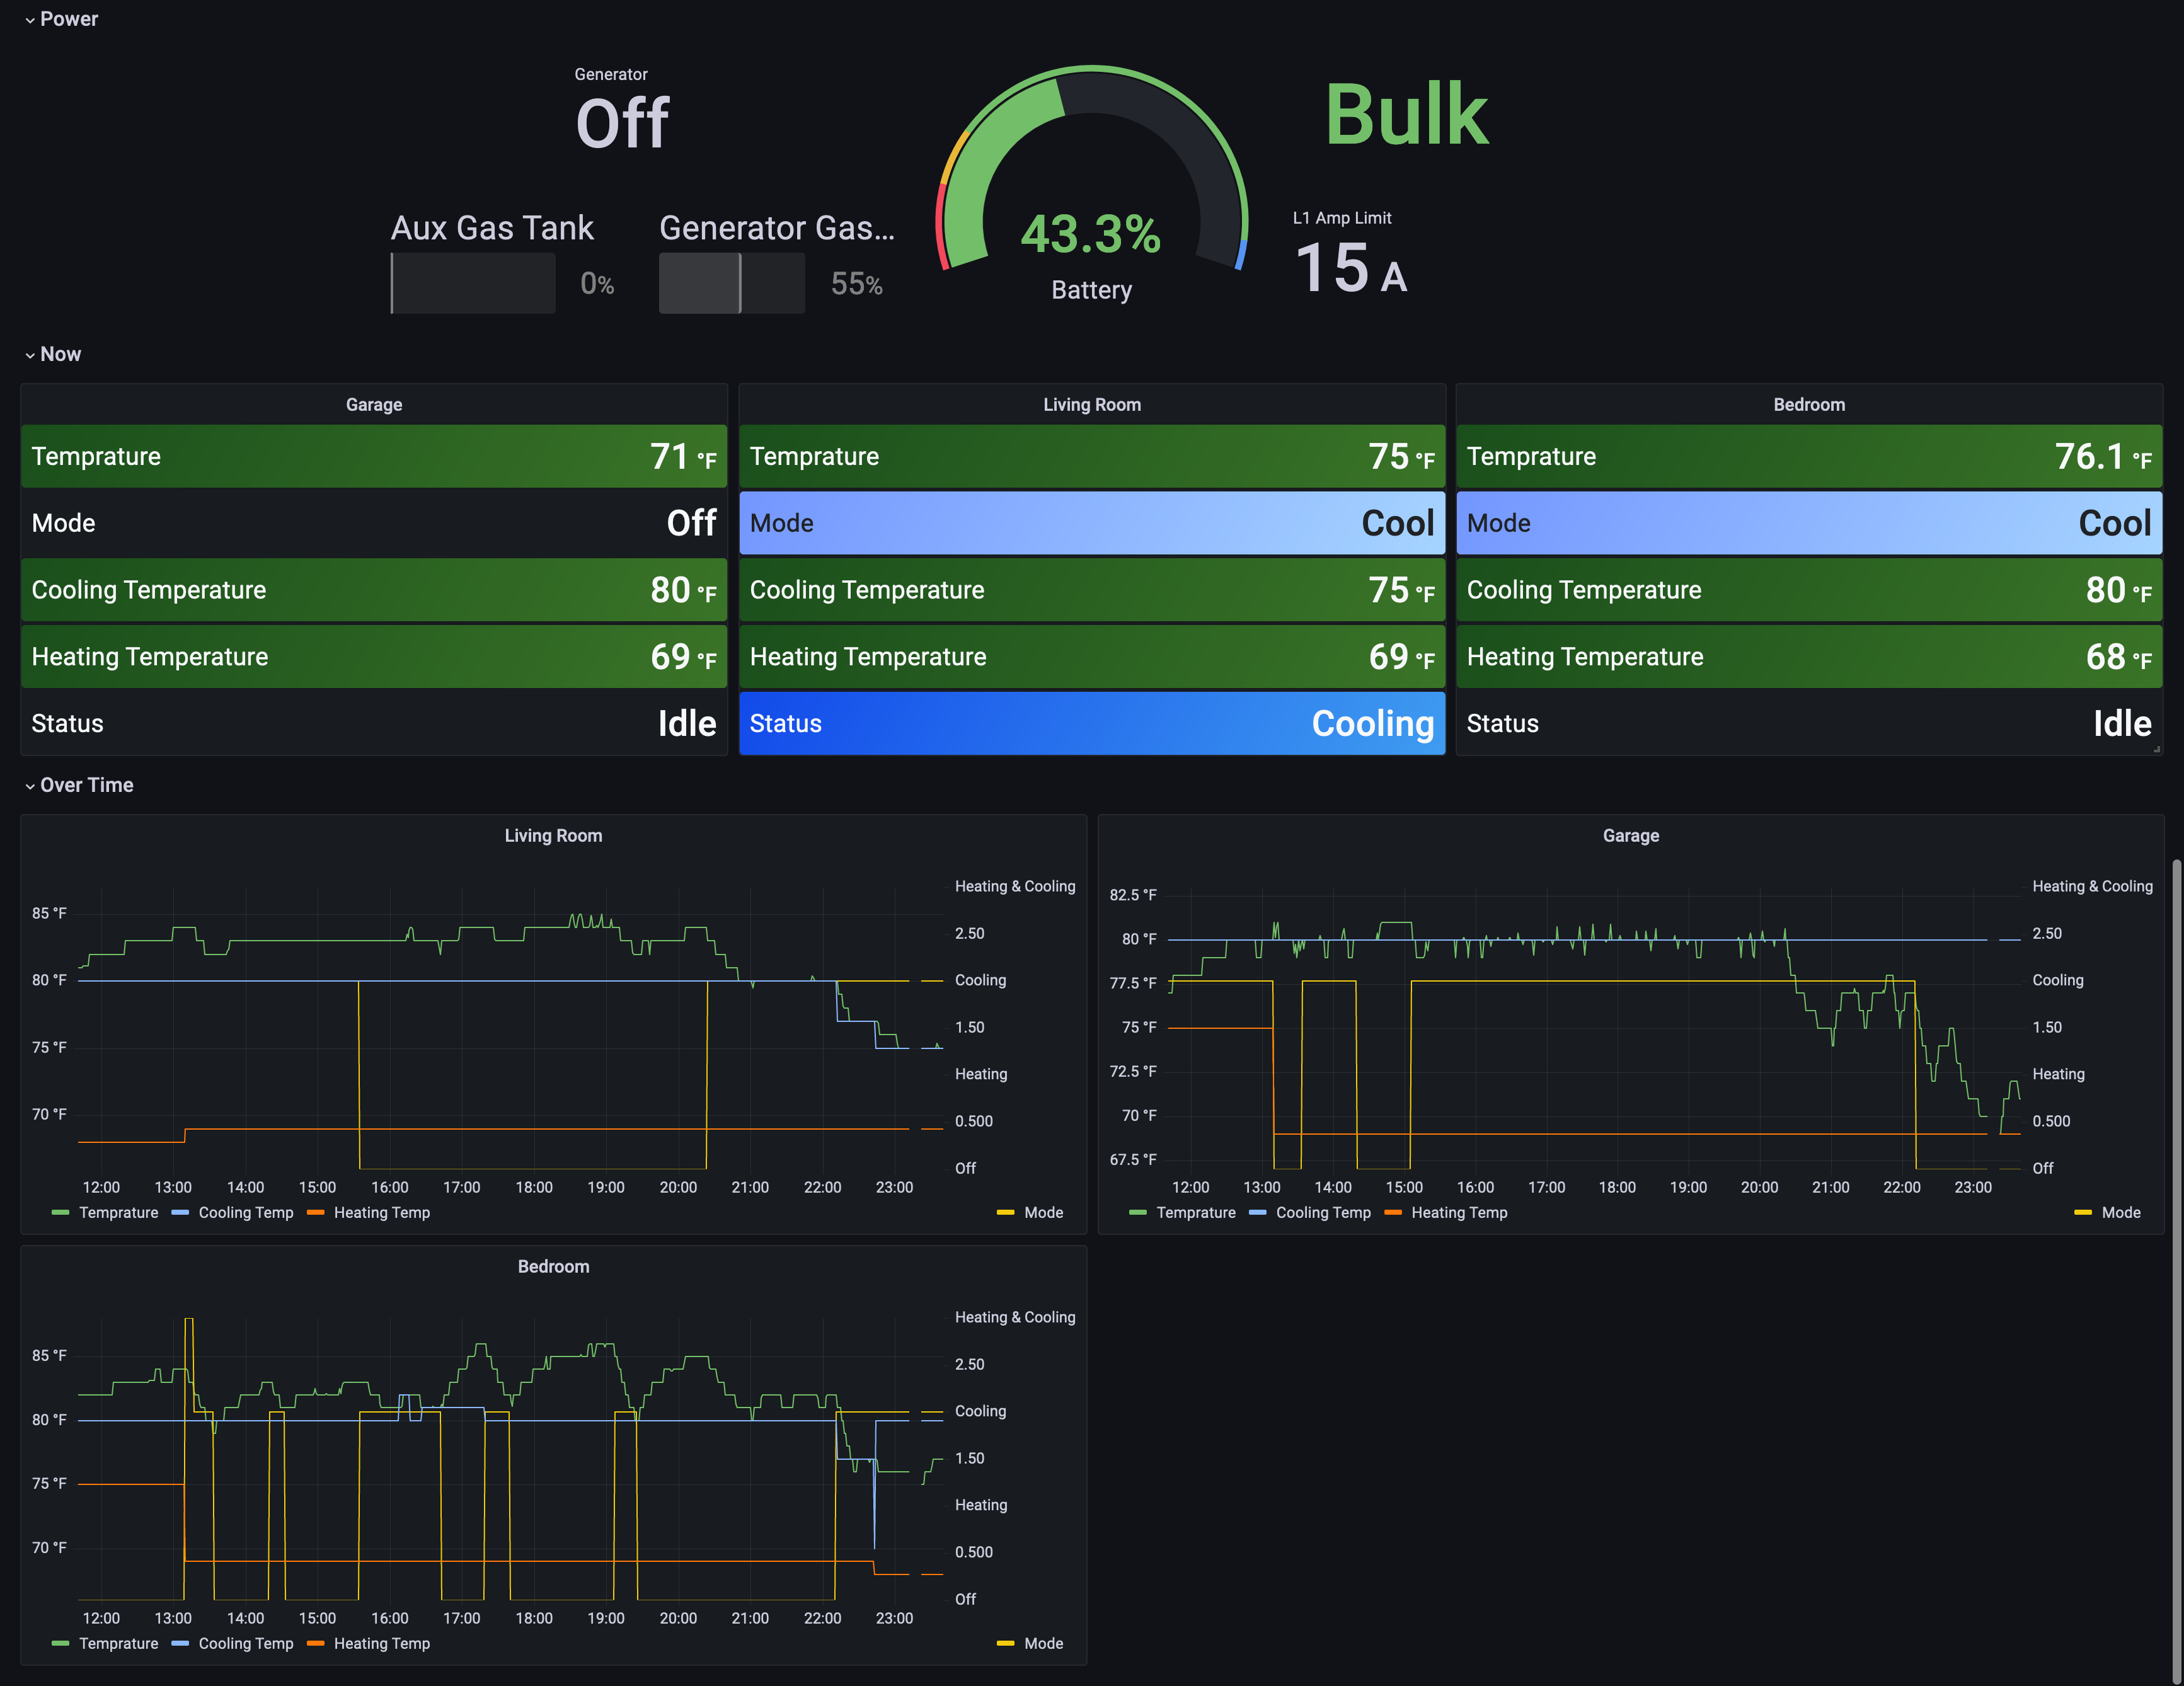 Power
Generator
Off
Aux Gas Tank
0%
Generator Gas...
55%
43.3%
Battery
Bulk
L1 Amp Limit
15 A
Now
Garage
Temprature 71 °F
Mode Off
Cooling Temperature 80 °F
Heating Temperature 69 °F
Status Idle
Living Room
Temprature 75 °F
Mode Cool
Cooling Temperature 75 °F
Heating Temperature 69 °F
Status Cooling
Bedroom
Temprature 76.1 °F
Mode Cool
Cooling Temperature 80 °F
Heating Temperature 68 °F
Status Idle
Over Time
Living Room
85 °F
80 °F
75 °F
70 °F
Heating & Cooling
2.50
Cooling
1.50
Heating
0.500
Off
12:00 13:00 14:00 15:00 16:00 17:00 18:00 19:00 20:00 21:00 22:00 23:00
Temprature Cooling Temp Heating Temp Mode
Garage
82.5 °F
80 °F
77.5 °F
75 °F
72.5 °F
70 °F
67.5 °F
Heating & Cooling
2.50
Cooling
1.50
Heating
0.500
Off
12:00 13:00 14:00 15:00 16:00 17:00 18:00 19:00 20:00 21:00 22:00 23:00
Temprature Cooling Temp Heating Temp Mode
Bedroom
85 °F
80 °F
75 °F
70 °F
Heating & Cooling
2.50
Cooling
1.50
Heating
0.500
Off
12:00 13:00 14:00 15:00 16:00 17:00 18:00 19:00 20:00 21:00 22:00 23:00
Temprature Cooling Temp Heating Temp Mode